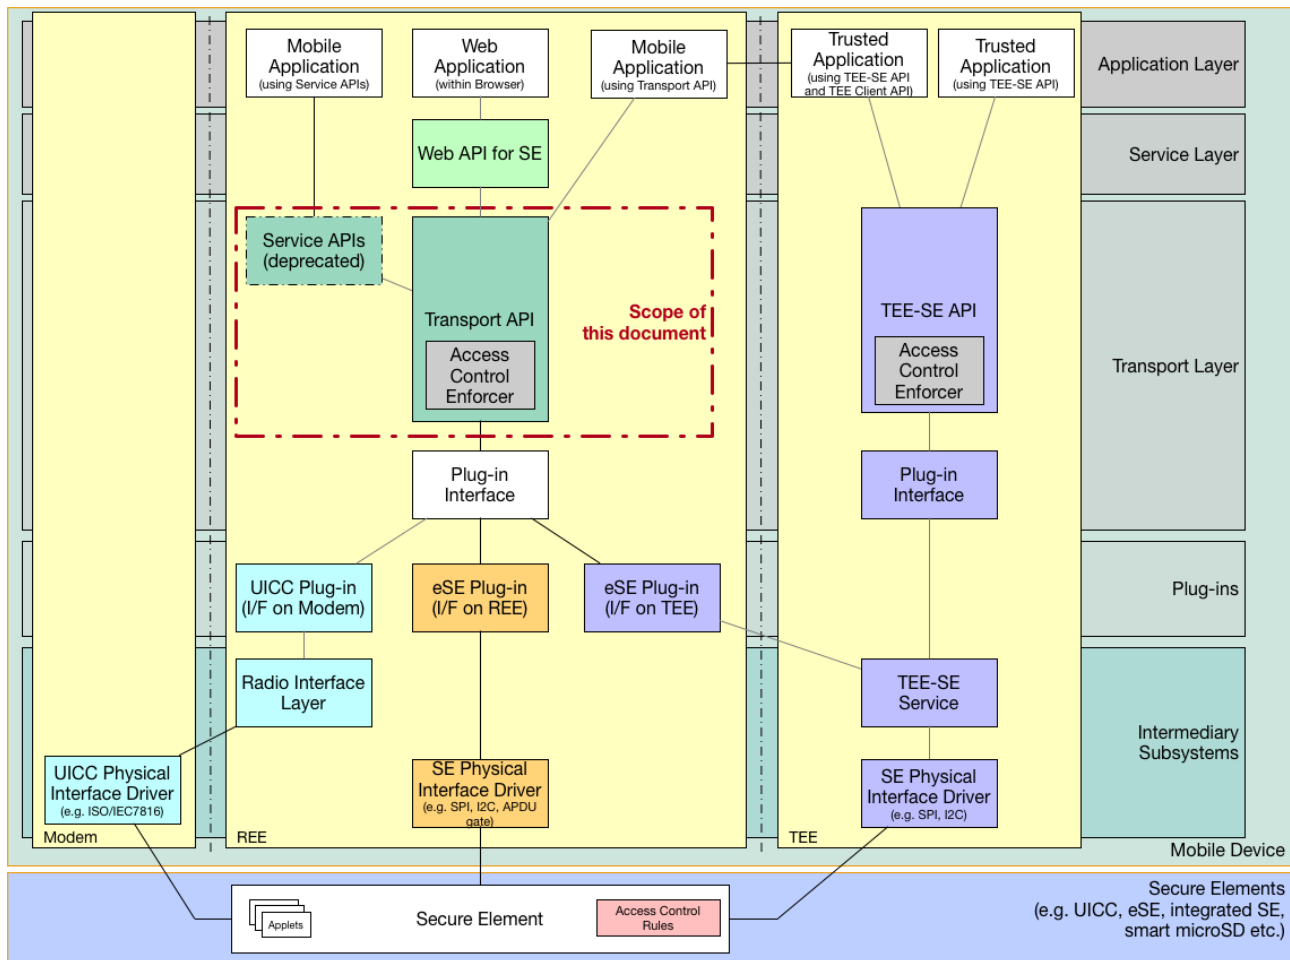 Mobile
Application
(using Service APIs)
Web
Application
(within Browser)
Mobile
Application
(using Transport API)
Trusted
Application
(using TEE-SE API
and TEE Client API)
Trusted
Application
(using TEE-SE API)
Application Layer
Web API for SE
Service Layer
Service APIs
(deprecated)
Transport API
Access
Control
Enforcer
Scope of
this document
TEE-SE API
Access
Control
Enforcer
Transport Layer
Plug-in
Interface
Plug-in
Interface
UICC Plug-in
(I/F on Modem)
eSE Plug-in
(I/F on REE)
eSE Plug-in
(I/F on TEE)
Plug-ins
Radio Interface
Layer
TEE-SE
Service
Intermediary
Subsystems
UICC Physical
Interface Driver
(e.g. ISO/IEC7816)
SE Physical
Interface Driver
(e.g. SPI, I2C, APDU
gate)
SE Physical
Interface Driver
(e.g. SPI, I2C)
Modem
REE
TEE
Mobile Device
Applets
Secure Element
Access Control
Rules
Secure Elements
(e.g. UICC, eSE, integrated SE,
smart microSD etc.)